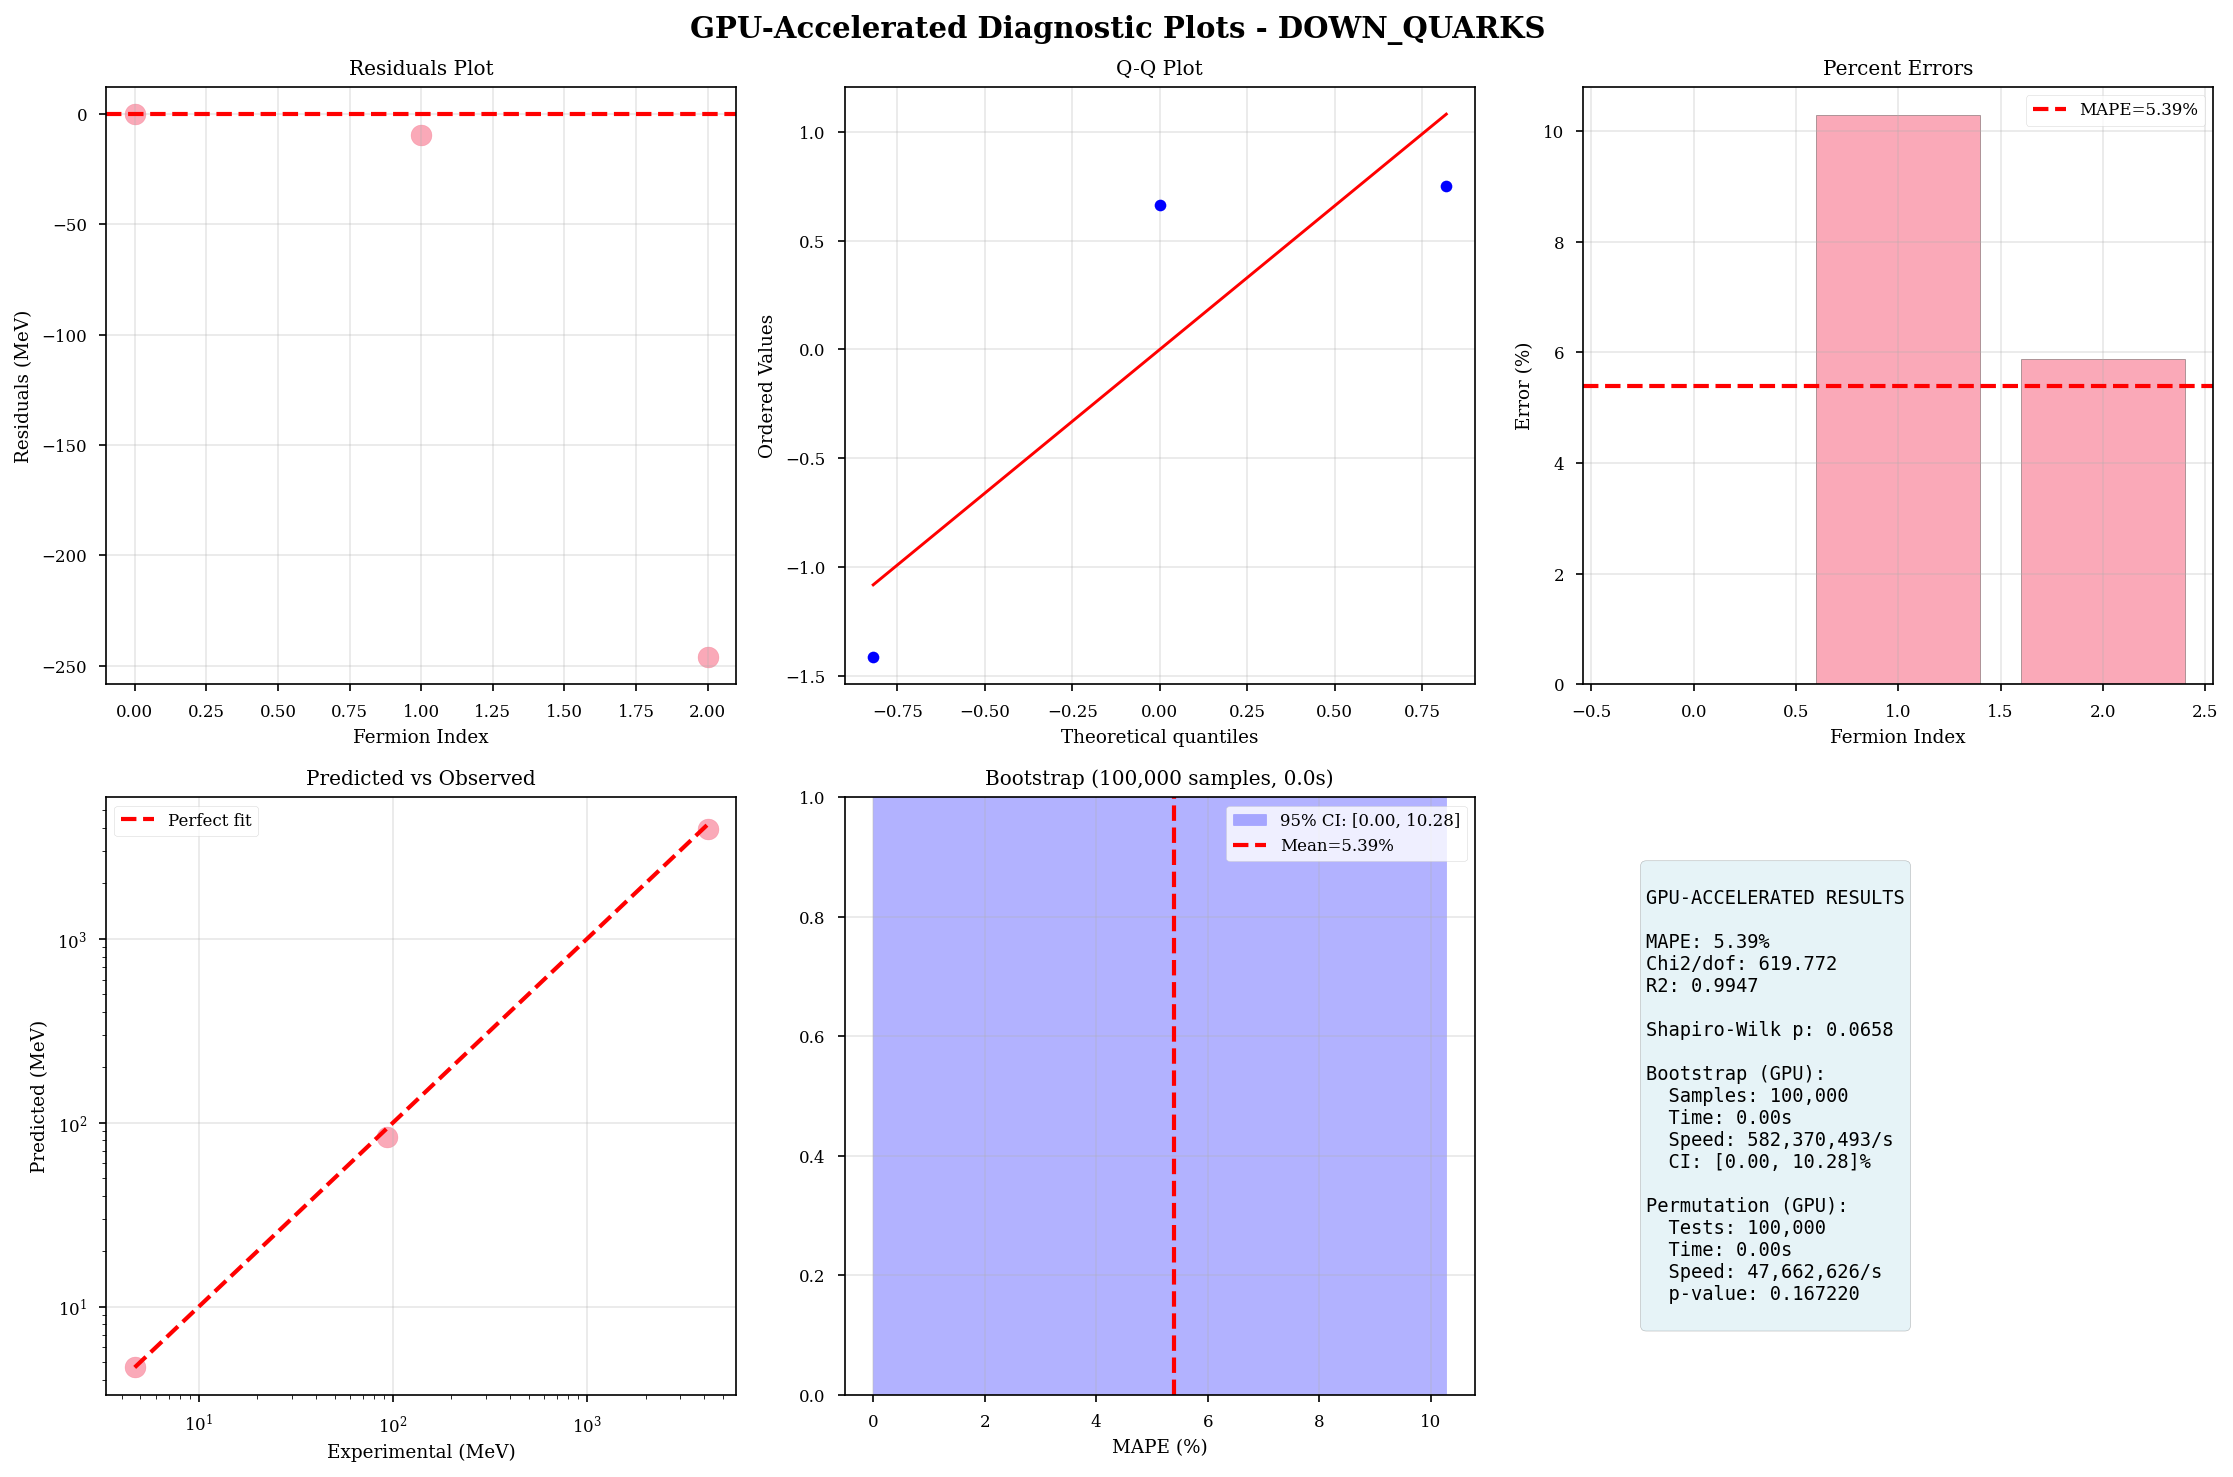 GPU-Accelerated Diagnostic Plots - DOWN_QUARKS
Residuals Plot
Residuals (MeV)
0
−50
−100
−150
−200
−250
0.00 0.25 0.50 0.75 1.00 1.25 1.50 1.75 2.00
Fermion Index
Q-Q Plot
Ordered Values
1.0
0.5
0.0
−0.5
−1.0
−1.5
−0.75 −0.50 −0.25 0.00 0.25 0.50 0.75
Theoretical quantiles
Percent Errors
MAPE=5.39%
Error (%)
10
8
6
4
2
0
−0.5 0.0 0.5 1.0 1.5 2.0 2.5
Fermion Index
Predicted vs Observed
Perfect fit
Predicted (MeV)
10³
10²
10¹
10¹ 10² 10³
Experimental (MeV)
Bootstrap (100,000 samples, 0.0s)
95% CI: [0.00, 10.28]
Mean=5.39%
1.0
0.8
0.6
0.4
0.2
0.0
0 2 4 6 8 10
MAPE (%)
GPU-ACCELERATED RESULTS
MAPE: 5.39%
Chi2/dof: 619.772
R2: 0.9947
Shapiro-Wilk p: 0.0658
Bootstrap (GPU):
Samples: 100,000
Time: 0.00s
Speed: 582,370,493/s
CI: [0.00, 10.28]%
Permutation (GPU):
Tests: 100,000
Time: 0.00s
Speed: 47,662,626/s
p-value: 0.167220